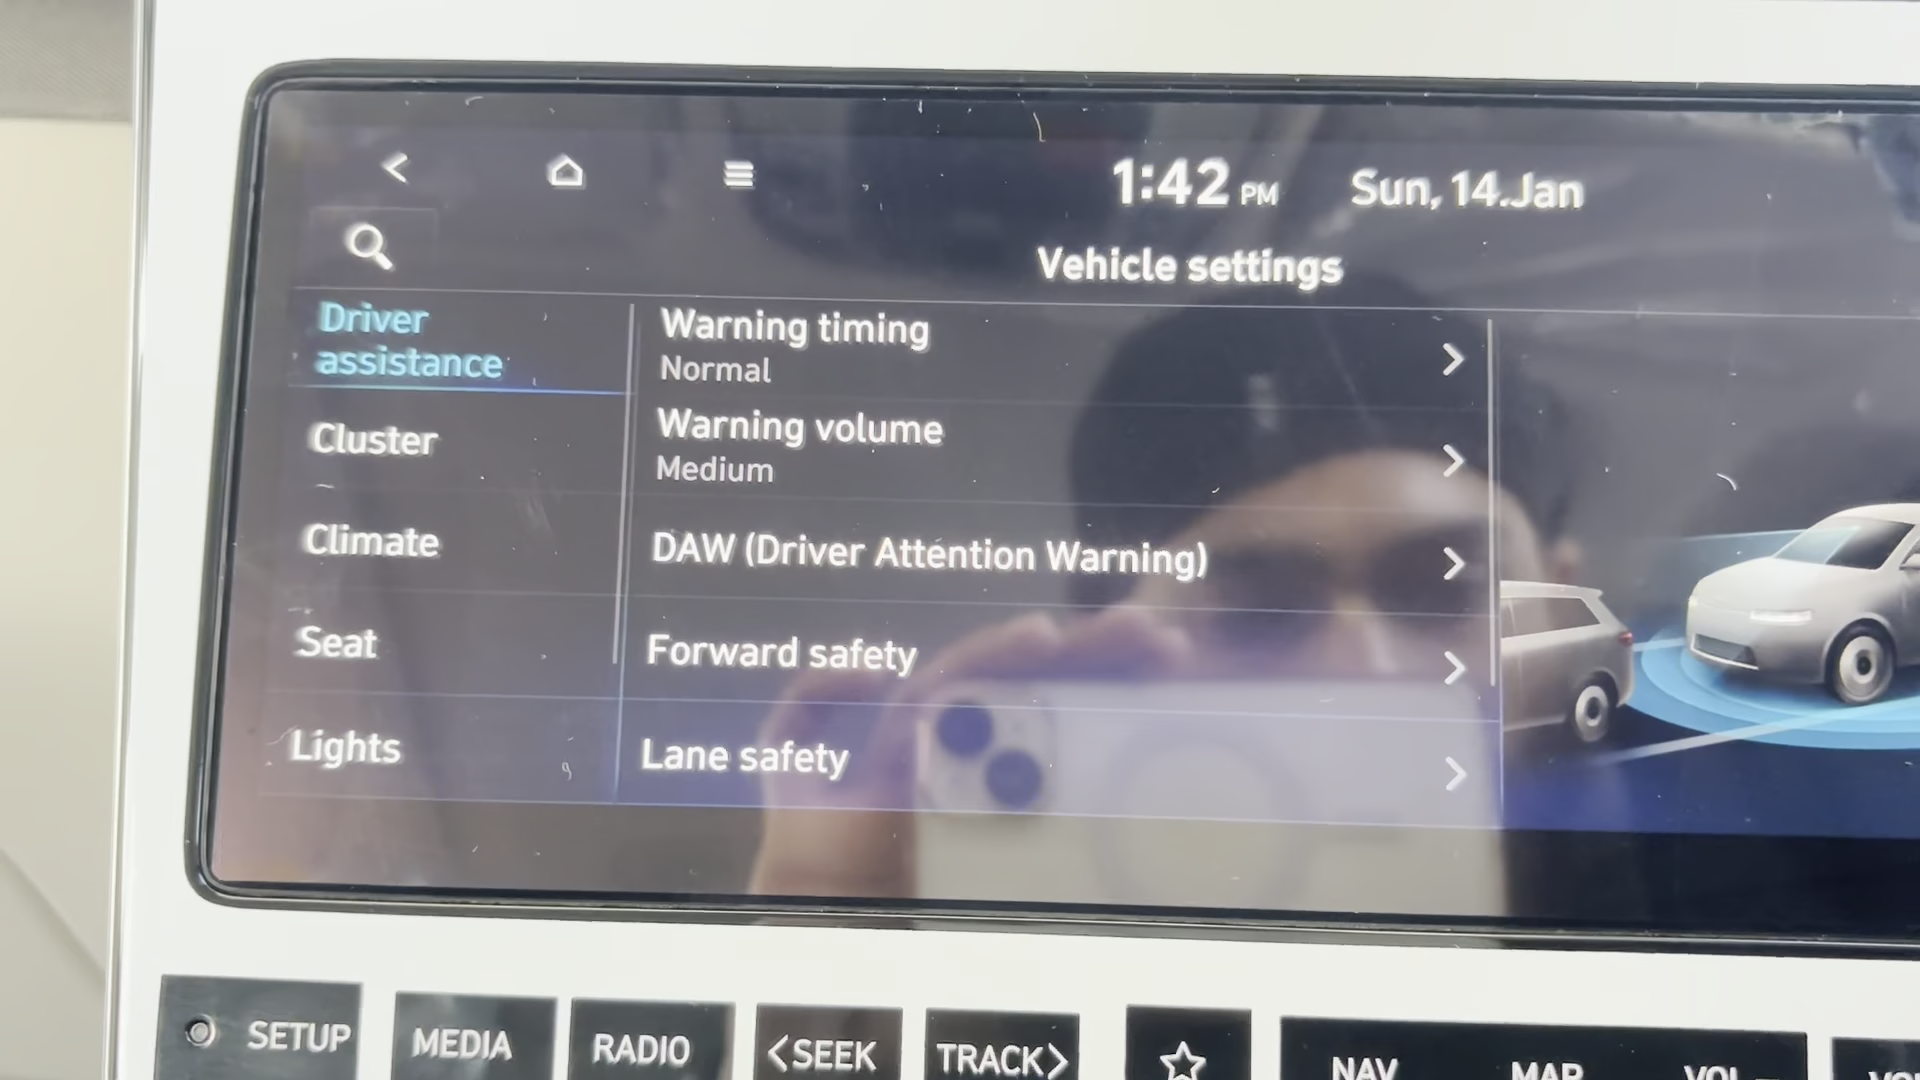 1:42 PM Sun, 14.Jan
Vehicle settings
Driver
assistance
Cluster
Climate
Seat
Lights
Warning timing
Normal
Warning volume
Medium
DAW (Driver Attention Warning)
Forward safety
Lane safety
SETUP MEDIA RADIO <SEEK TRACK> NAV MAP VOL